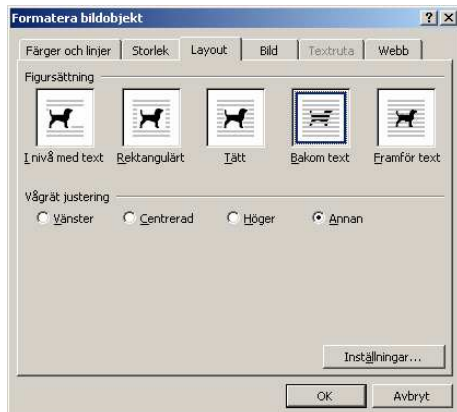 Formatera bildobjekt
Färger och linjer Storlek Layout Bild Textruta Webb
Figursättning
I nivå med text Rektangulärt Tätt Bakom text Framför text
Vågrät justering
Vänster Centrerad Höger Annan
Inställningar...
OK Avbryt